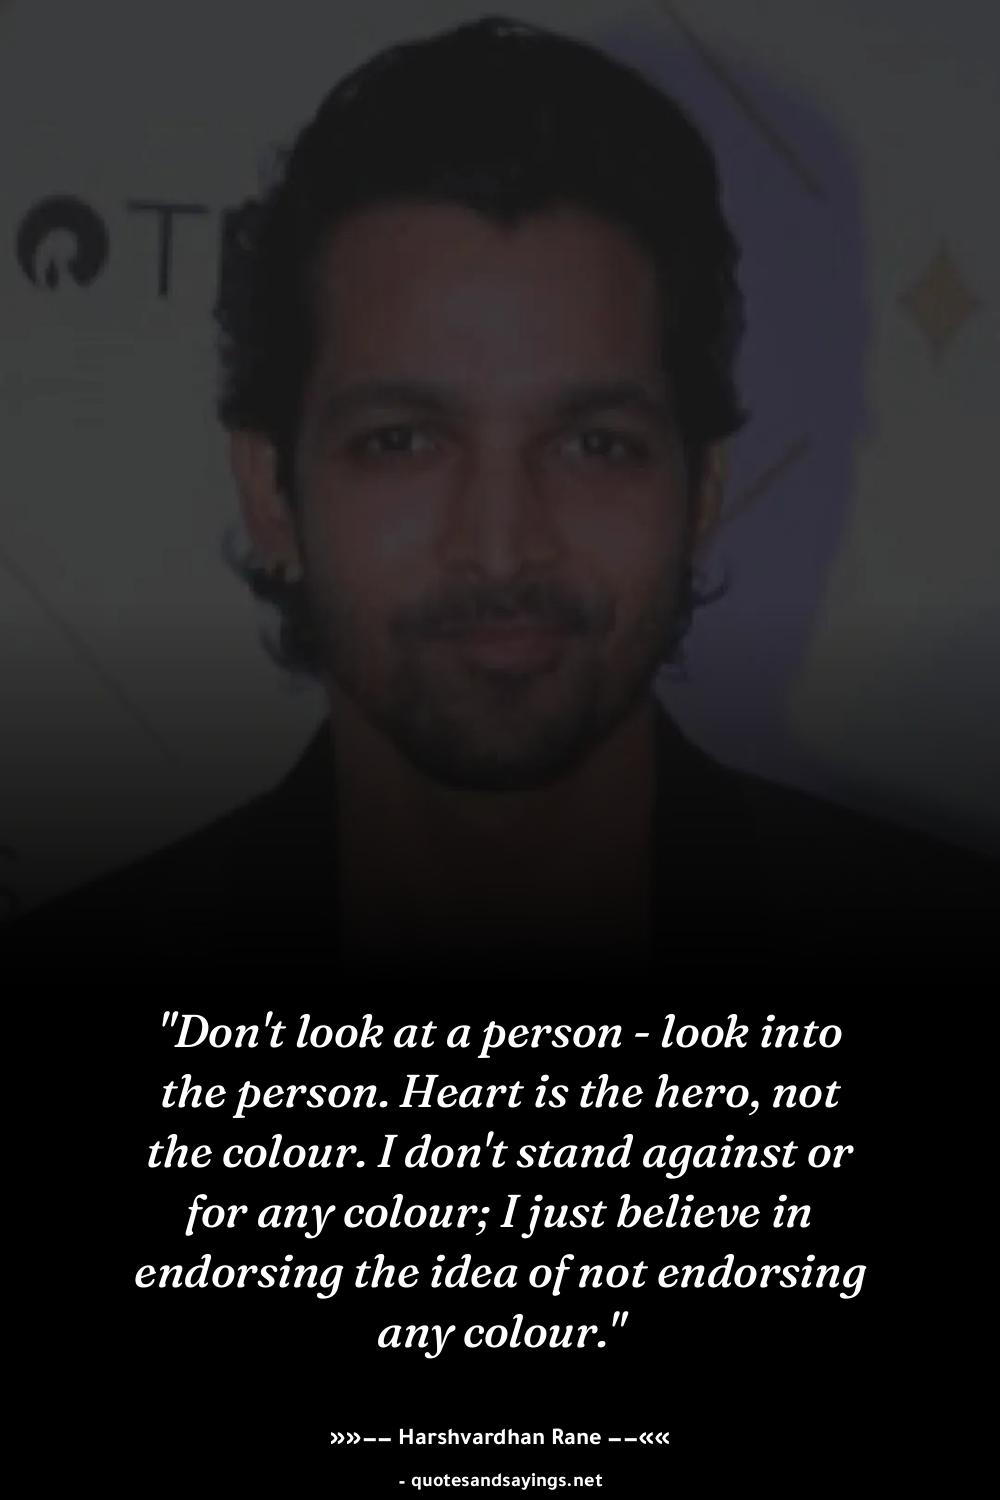 T
"Don't look at a person - look into
the person. Heart is the hero, not
the colour. I don't stand against or
for any colour; I just believe in
endorsing the idea of not endorsing
any colour."
»»–– Harshvardhan Rane ––««
- quotesandsayings.net